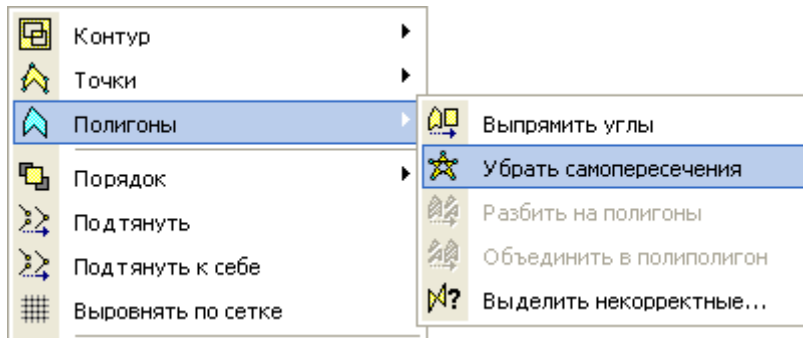 Контур
Точки
Полигоны
Порядок
Подтянуть
Подтянуть к себе
Выровнять по сетке
Выпрямить углы
Убрать самопересечения
Разбить на полигоны
Объединить в полиполигон
Выделить некорректные...